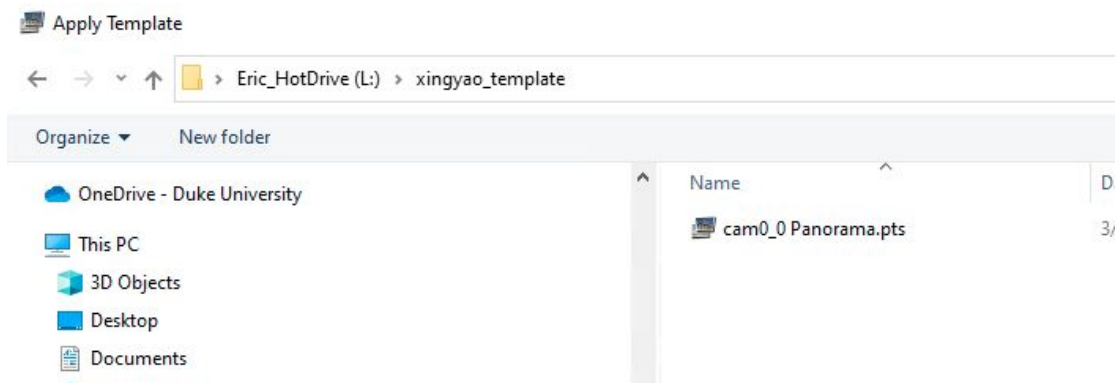 Apply Template
Eric_HotDrive (L:) › xingyao_template
Organize
New folder
OneDrive - Duke University
Name
D
cam0_0 Panorama.pts
3/
This PC
3D Objects
Desktop
Documents